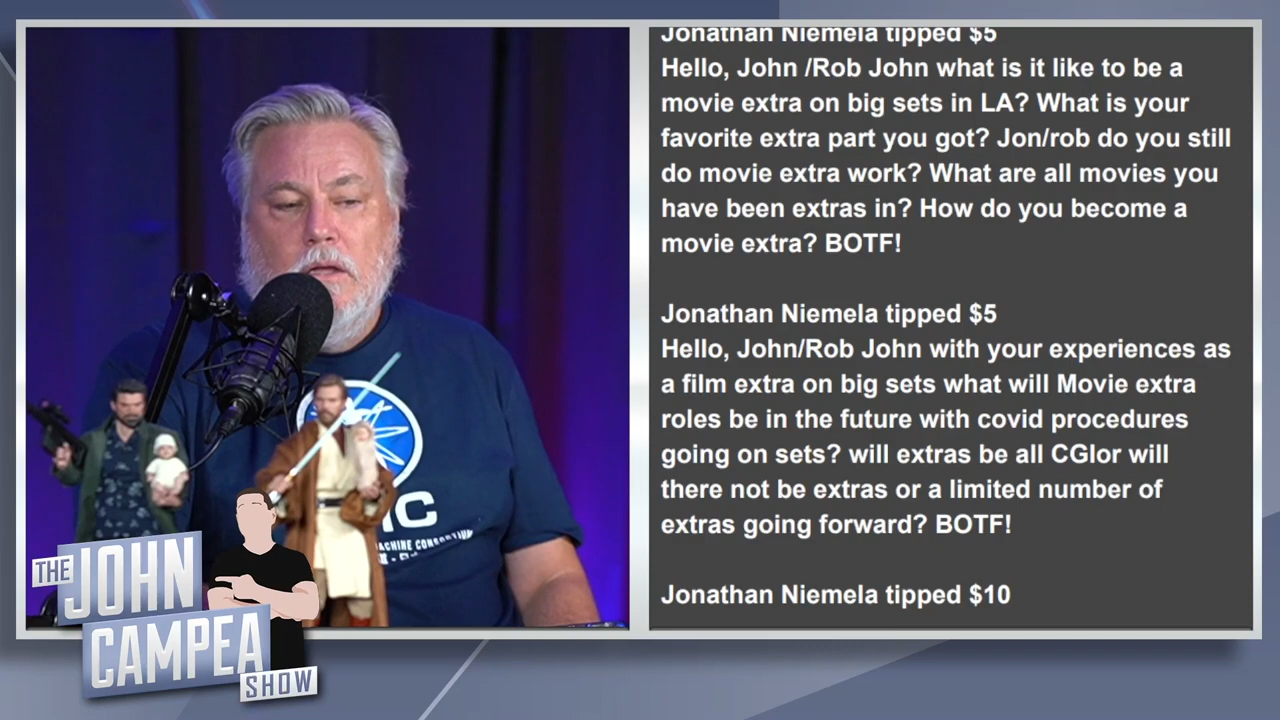 Jonathan Niemela tipped $5
Hello, John /Rob John what is it like to be a
movie extra on big sets in LA? What is your
favorite extra part you got? Jon/rob do you still
do movie extra work? What are all movies you
have been extras in? How do you become a
movie extra? BOTF!
Jonathan Niemela tipped $5
Hello, John/Rob John with your experiences as
a film extra on big sets what will Movie extra
roles be in the future with covid procedures
going on sets? will extras be all CGIor will
there not be extras or a limited number of
extras going forward? BOTF!
Jonathan Niemela tipped $10
THE
JOHN
CAMPEA
SHOW